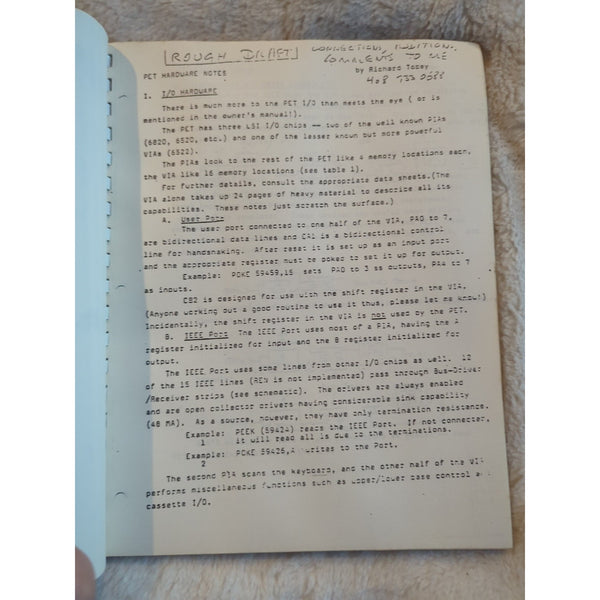 [ROUGH DRAFT] CORRECTIONS, ADDITIONS,
COMMENTS TO ME
PET HARDWARE NOTES by Richard Tobey
408 733 0688
I. I/O HARDWARE
There is much more to the PET I/O than meets the eye ( or is
mentioned in the owner's manual!).
The PET has three LSI I/O chips -- two of the well known PIAs
(6820, 6520, etc.) and one of the lesser known but more powerful
VIAs (6522).
The PIAs look to the rest of the PET like 4 memory locations each,
the VIA like 16 memory locations (see table 1).
For further details, consult the appropriate data sheets.(The
VIA alone takes up 24 pages of heavy material to describe all its
capabilities. These notes just scratch the surface.)
A. User Port
The user port connected to one half of the VIA, PA0 to 7,
are bidirectional data lines and CA1 is a bidirectional control
line for handshaking. After reset it is set up as an input port
and the appropriate register must be poked to set it up for output.
Example: POKE 59459,15 sets PA0 to 3 as outputs, PA4 to 7
as inputs.
CB2 is designed for use with the shift register in the VIA.
(Anyone working out a good routine to use it thus, please let me know!)
Incidentally, the shift register in the VIA is not used by the PET.
B. IEEE Port The IEEE Port uses most of a PIA, having the A
register initialized for input and the B register initialized for
output.
The IEEE Port uses some lines from other I/O chips as well. 12
of the 15 IEEE lines (REN is not implemented) pass through Bus-Driver
/Receiver strips (see schematic). The drivers are always enabled
and are open collector drivers having considerable sink capability
(48 MA). As a source, however, they have only termination resistance.
Example: PEEK (59424) reads the IEEE Port. If not connected,
1 it will read all 1s due to the terminations.
Example: POKE 59426,A writes to the Port.
2
The second PIA scans the keyboard, and the other half of the VIA
performs miscellaneous functions such as upper/lower case control and
cassette I/O.